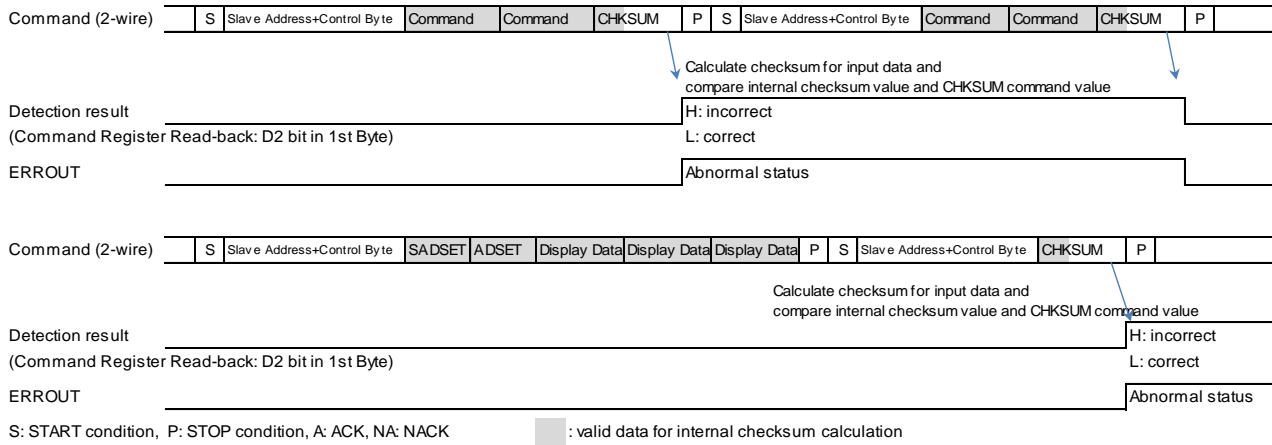 Command (2-wire) S Slave Address+Control Byte Command Command CHKSUM P S Slave Address+Control Byte Command Command CHKSUM P
Calculate checksum for input data and
compare internal checksum value and CHKSUM command value
Detection result H: incorrect
(Command Register Read-back: D2 bit in 1st Byte) L: correct
ERROUT Abnormal status
Command (2-wire) S Slave Address+Control Byte SADSET ADSET Display Data Display Data Display Data P S Slave Address+Control Byte CHKSUM P
Calculate checksum for input data and
compare internal checksum value and CHKSUM command value
Detection result H: incorrect
(Command Register Read-back: D2 bit in 1st Byte) L: correct
ERROUT Abnormal status
S: START condition, P: STOP condition, A: ACK, NA: NACK : valid data for internal checksum calculation